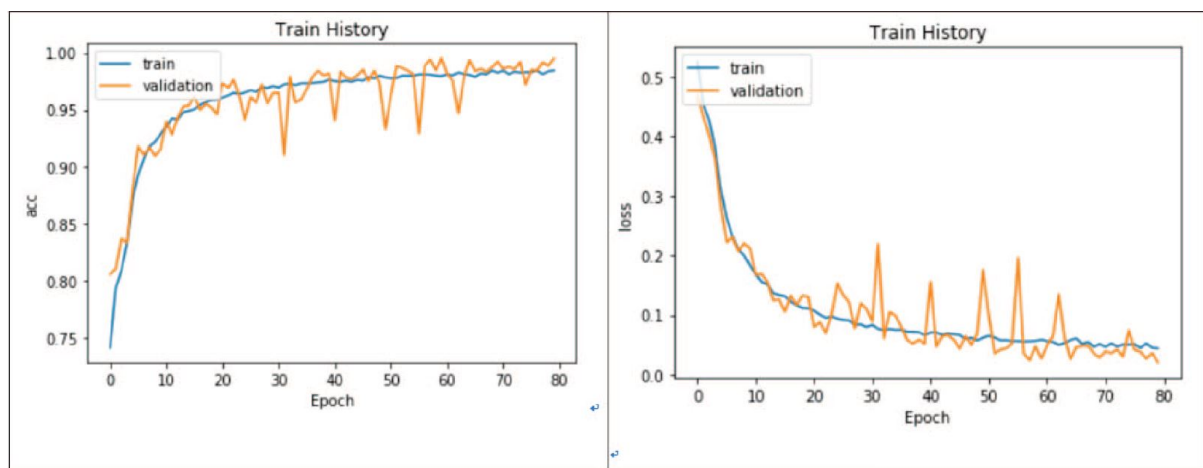 Train History
train
validation
acc
1.00
0.95
0.90
0.85
0.80
0.75
0 10 20 30 40 50 60 70 80
Epoch
Train History
train
validation
loss
0.5
0.4
0.3
0.2
0.1
0.0
0 10 20 30 40 50 60 70 80
Epoch